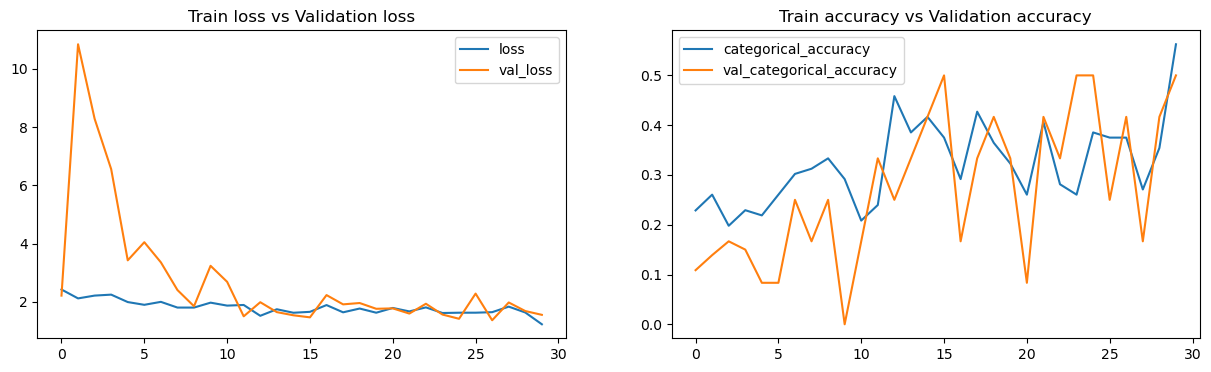 Train loss vs Validation loss
loss
val_loss
10
8
6
4
2
0 5 10 15 20 25 30
Train accuracy vs Validation accuracy
categorical_accuracy
val_categorical_accuracy
0.5
0.4
0.3
0.2
0.1
0.0
0 5 10 15 20 25 30